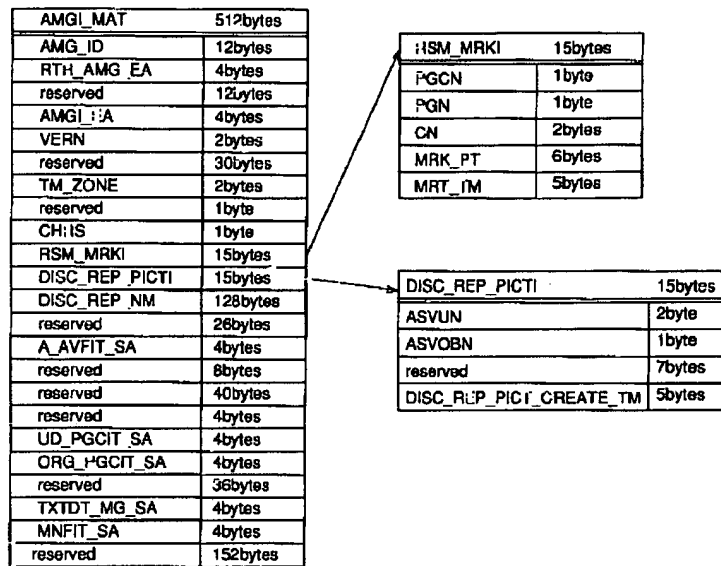 AMGI_MAT 512bytes
AMG_ID 12bytes
RTH_AMG_EA 4bytes
reserved 12bytes
AMGI_EA 4bytes
VERN 2bytes
reserved 30bytes
TM_ZONE 2bytes
reserved 1byte
CHRS 1byte
RSM_MRKI 15bytes
DISC_REP_PICTI 15bytes
DISC_REP_NM 128bytes
reserved 26bytes
A_AVFIT_SA 4bytes
reserved 8bytes
reserved 40bytes
reserved 4bytes
UD_PGCIT_SA 4bytes
ORG_PGCIT_SA 4bytes
reserved 36bytes
TXTDT_MG_SA 4bytes
MNFIT_SA 4bytes
reserved 152bytes
RSM_MRKI 15bytes
PGCN 1byte
PGN 1byte
CN 2bytes
MRK_PT 6bytes
MRT_TM 5bytes
DISC_REP_PICTI 15bytes
ASVUN 2byte
ASVOBN 1byte
reserved 7bytes
DISC_REP_PICT_CREATE_TM 5bytes